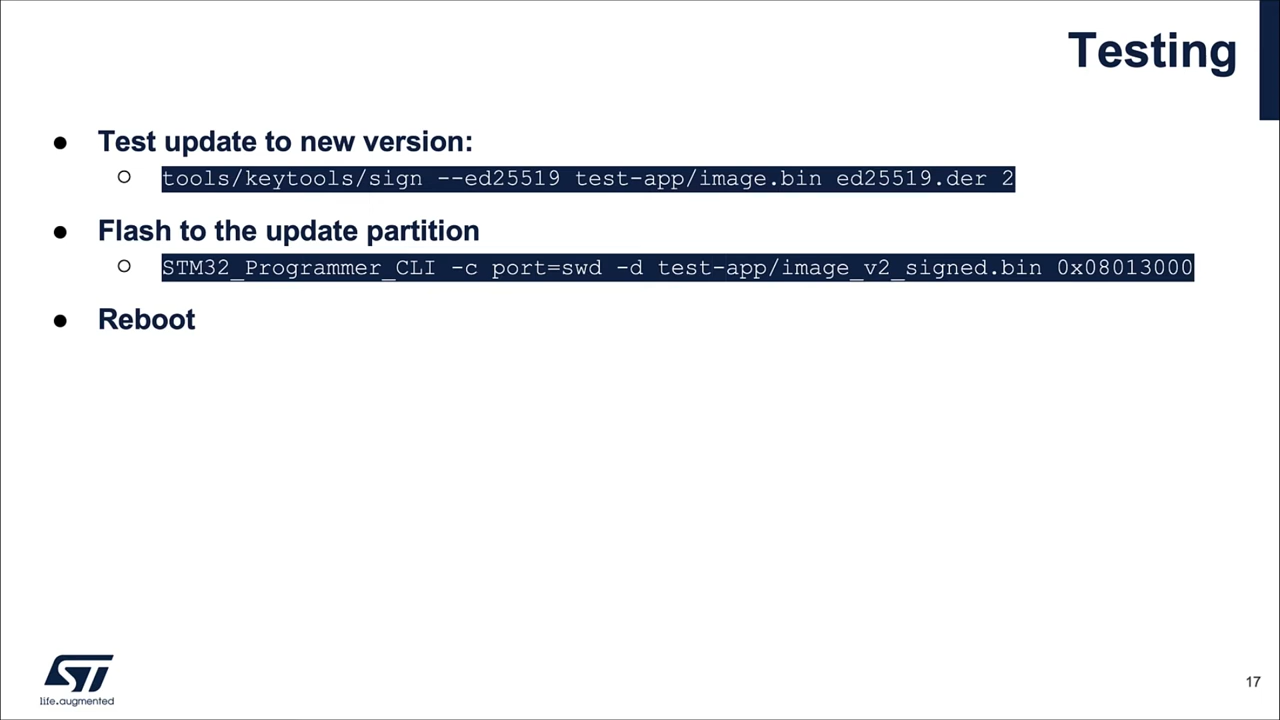 Testing
● Test update to new version:
○ tools/keytools/sign --ed25519 test-app/image.bin ed25519.der 2
● Flash to the update partition
○ STM32_Programmer_CLI -c port=swd -d test-app/image_v2_signed.bin 0x08013000
● Reboot
ST
life.augmented
17